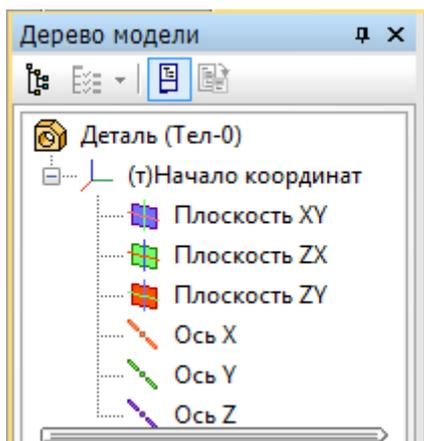 Дерево модели
Деталь (Тел-0)
(т)Начало координат
Плоскость XY
Плоскость ZX
Плоскость ZY
Ось X
Ось Y
Ось Z